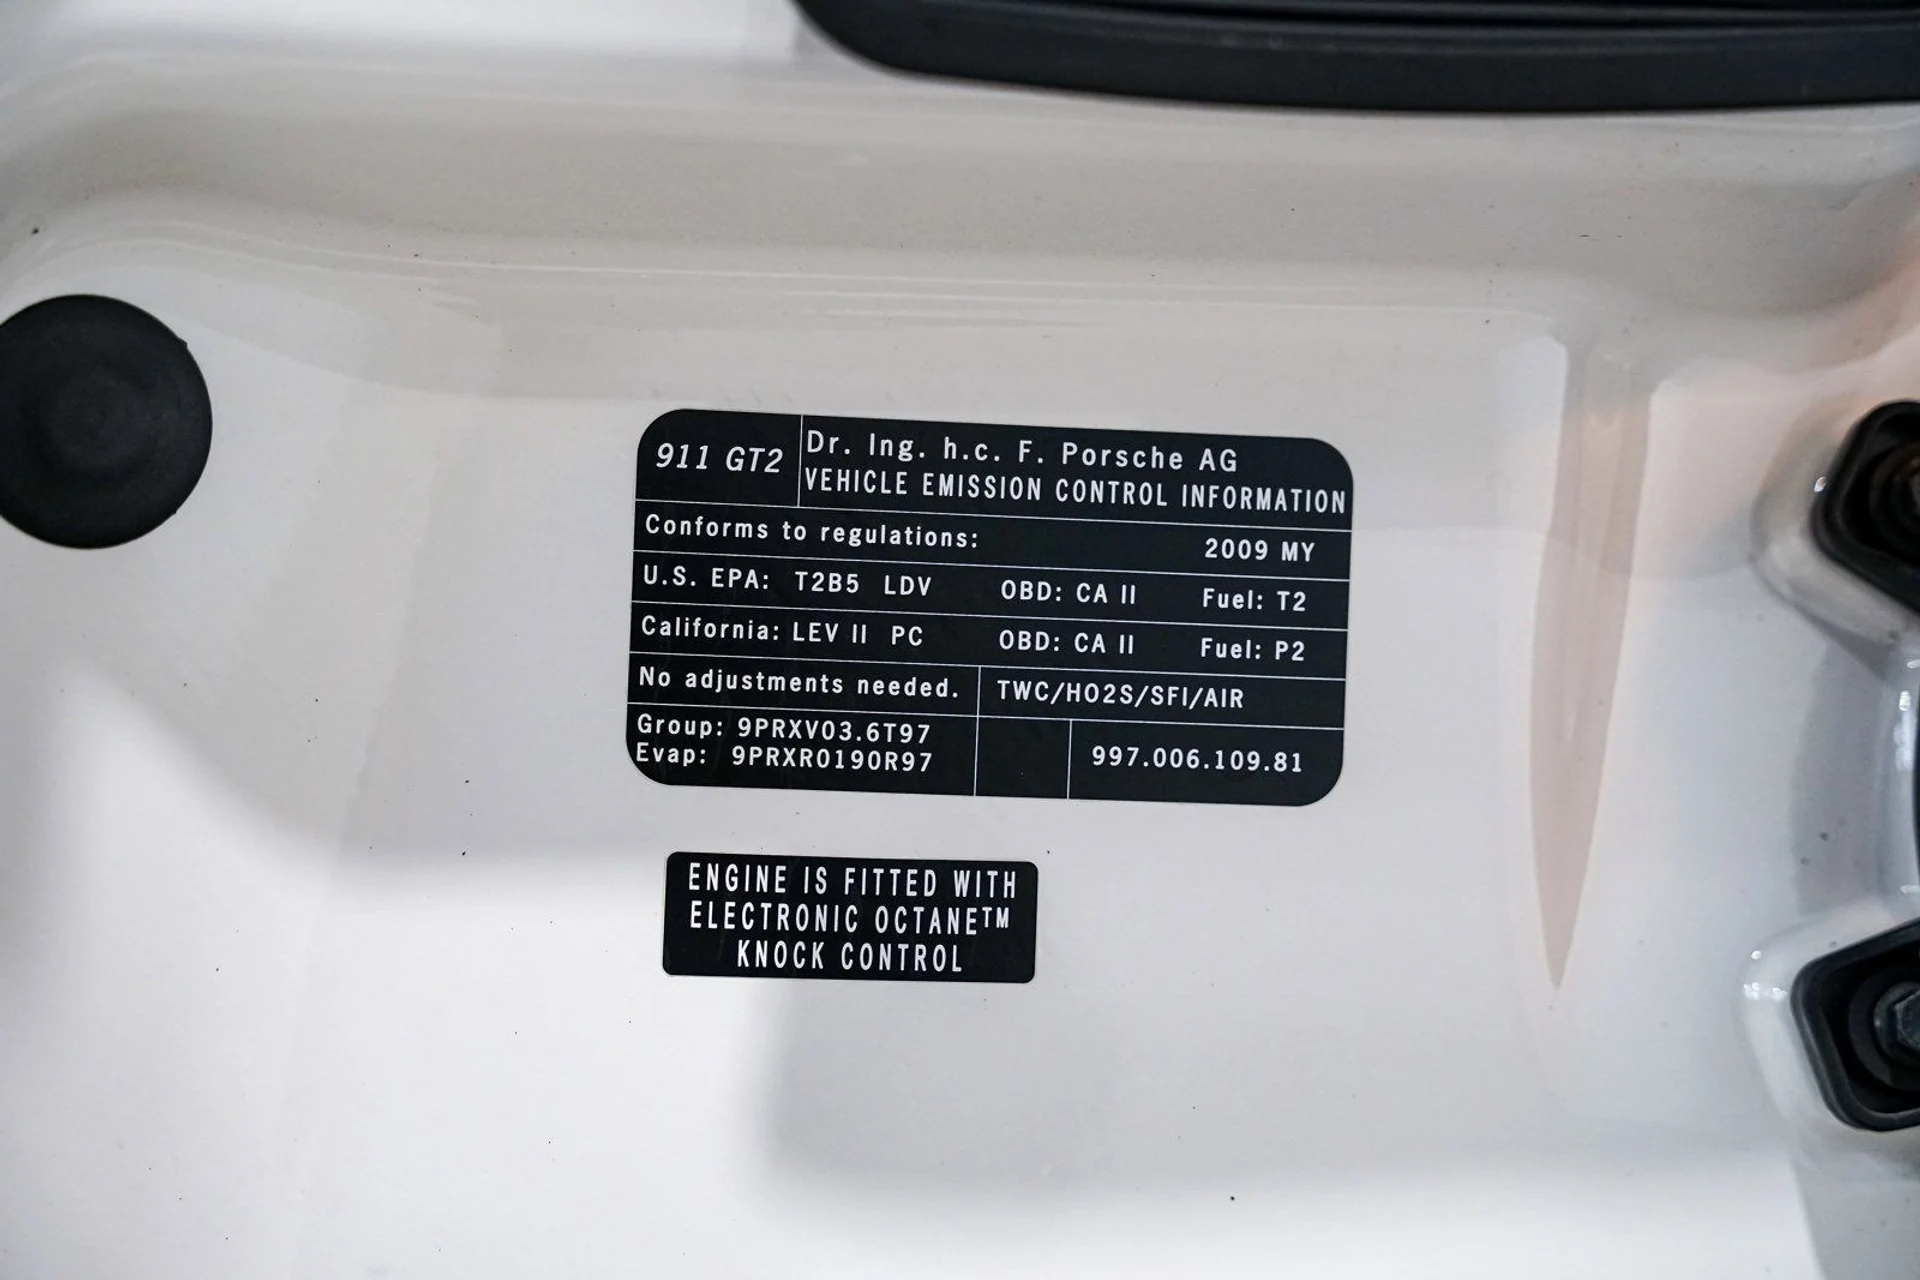 911 GT2
Dr. Ing. h.c. F. Porsche AG
VEHICLE EMISSION CONTROL INFORMATION
Conforms to regulations: 2009 MY
U.S. EPA: T2B5 LDV OBD: CA II Fuel: T2
California: LEV II PC OBD: CA II Fuel: P2
No adjustments needed. TWC/HO2S/SFI/AIR
Group: 9PRXV03.6T97
Evap: 9PRXR0190R97
997.006.109.81
ENGINE IS FITTED WITH
ELECTRONIC OCTANE™
KNOCK CONTROL